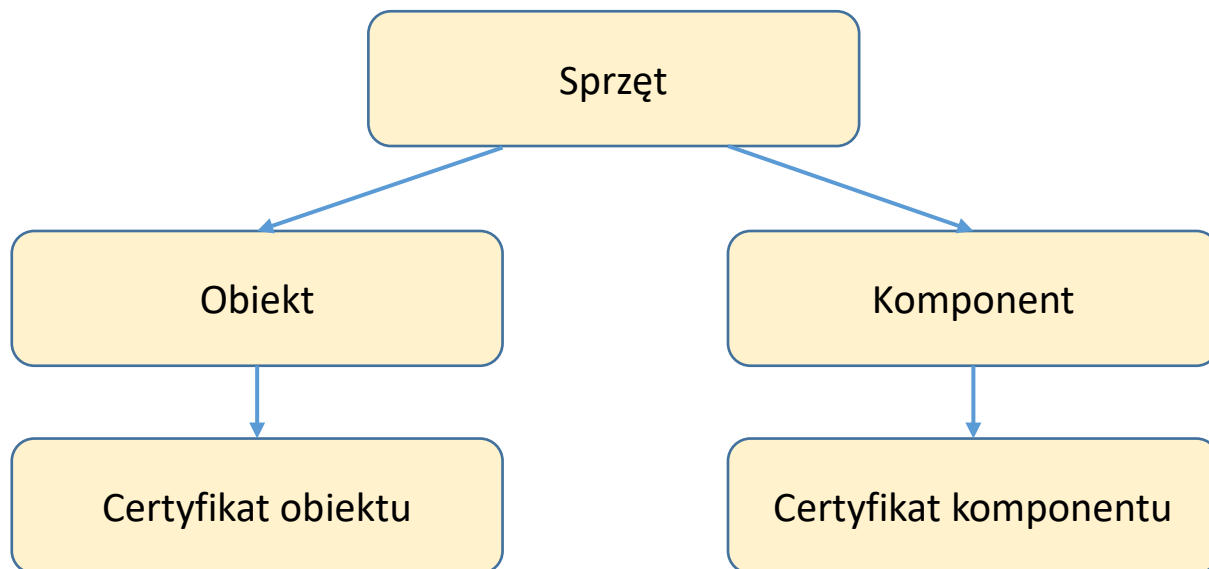 Sprzęt
Obiekt
Komponent
Certyfikat obiektu
Certyfikat komponentu